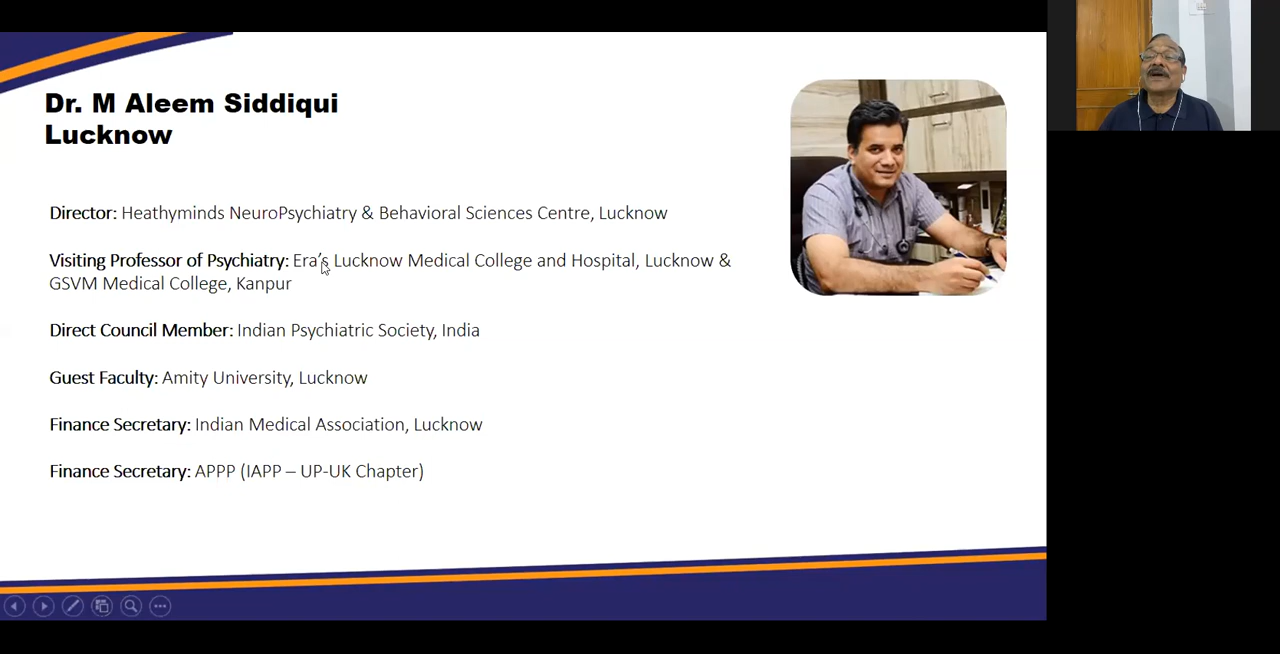 Dr. M Aleem Siddiqui
Lucknow
Director: Heathyminds NeuroPsychiatry & Behavioral Sciences Centre, Lucknow
Visiting Professor of Psychiatry: Era’s Lucknow Medical College and Hospital, Lucknow &
GSVM Medical College, Kanpur
Direct Council Member: Indian Psychiatric Society, India
Guest Faculty: Amity University, Lucknow
Finance Secretary: Indian Medical Association, Lucknow
Finance Secretary: APPP (IAPP – UP-UK Chapter)